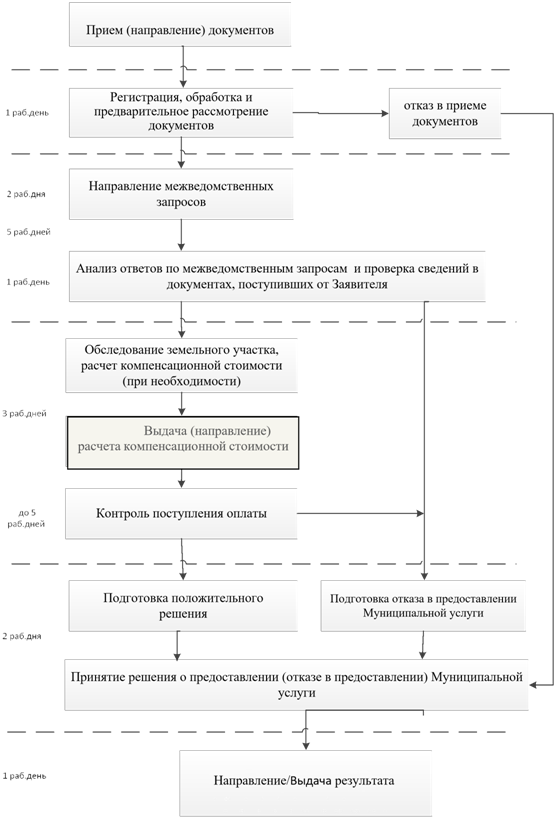 Прием (направление) документов
1 раб.день
Регистрация, обработка и
предварительное рассмотрение
документов
отказ в приеме
документов
2 раб.дня
Направление межведомственных
запросов
5 раб.дней
1 раб.день
Анализ ответов по межведомственным запросам и проверка сведений в
документах, поступивших от Заявителя
Обследование земельного участка,
расчет компенсационной стоимости
(при необходимости)
3 раб.дней
Выдача (направление)
расчета компенсационной стоимости
до 5
раб.дней
Контроль поступления оплаты
Подготовка положительного
решения
Подготовка отказа в предоставлении
Муниципальной услуги
2 раб.дня
Принятие решения о предоставлении (отказе в предоставлении) Муниципальной
услуги
1 раб.день
Направление/Выдача результата